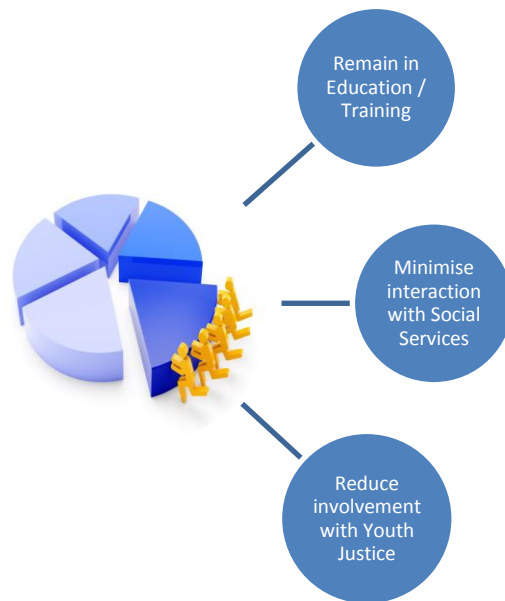 Remain in
Education /
Training
Minimise
interaction
with Social
Services
Reduce
involvement
with Youth
Justice